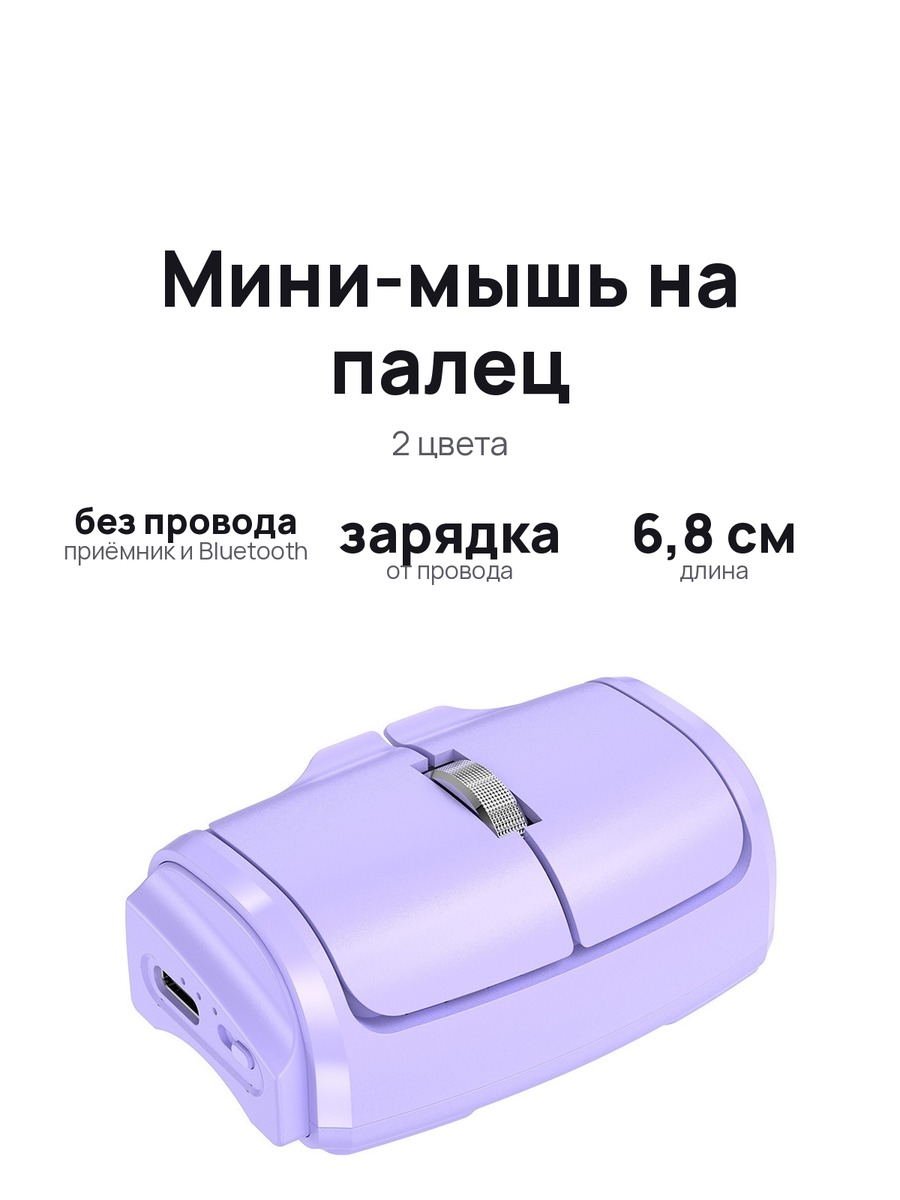 Мини-мышь на
палец
2 цвета
без провода
приёмник и Bluetooth
зарядка
от провода
6,8 см
длина